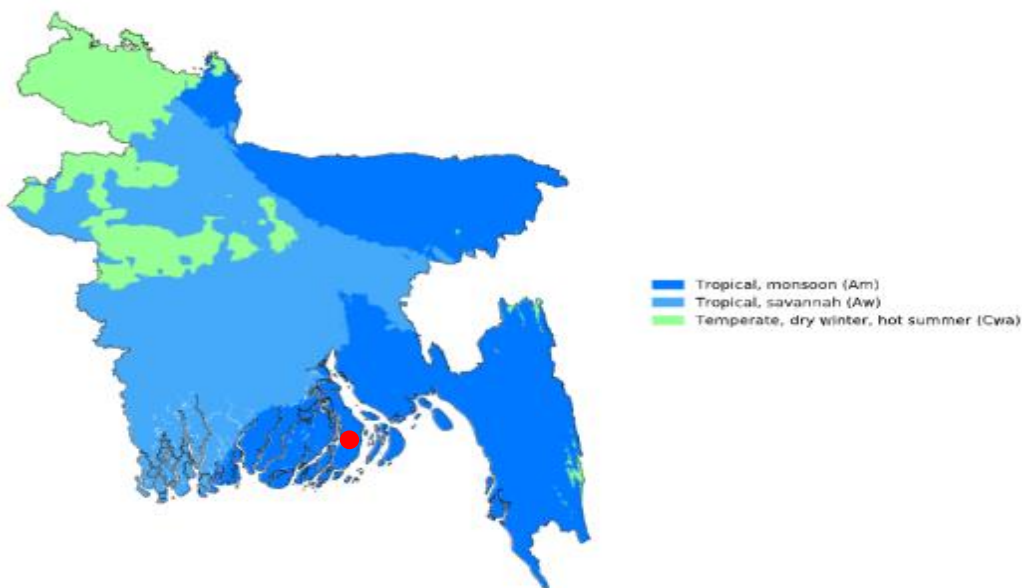 Tropical, monsoon (Am)
Tropical, savannah (Aw)
Temperate, dry winter, hot summer (Cwa)